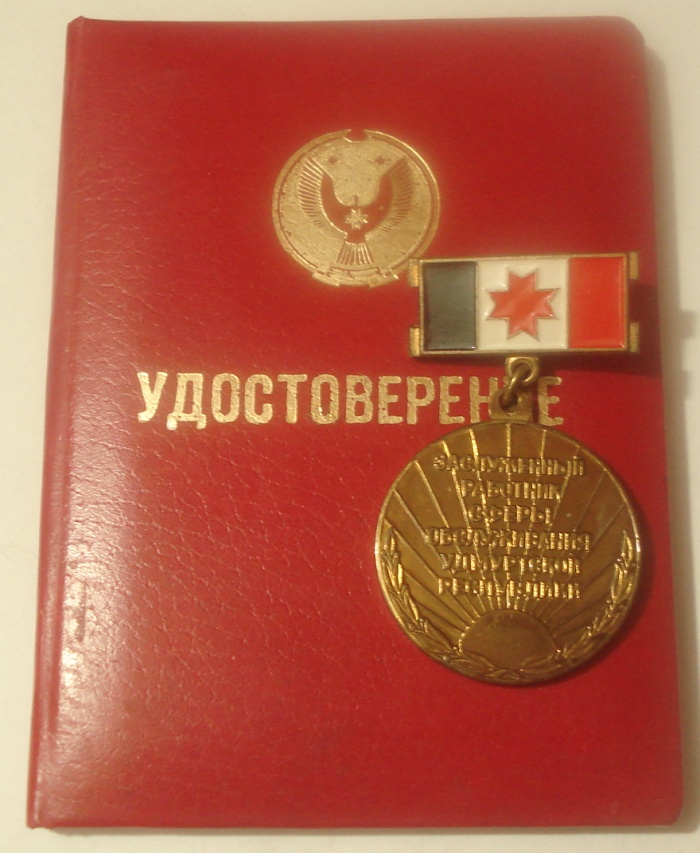 УДОСТОВЕРЕНИЕ
ЗАСЛУЖЕННЫЙ
РАБОТНИК
СФЕРЫ
ОБСЛУЖИВАНИЯ
УДМУРТСКОЙ
РЕСПУБЛИКИ